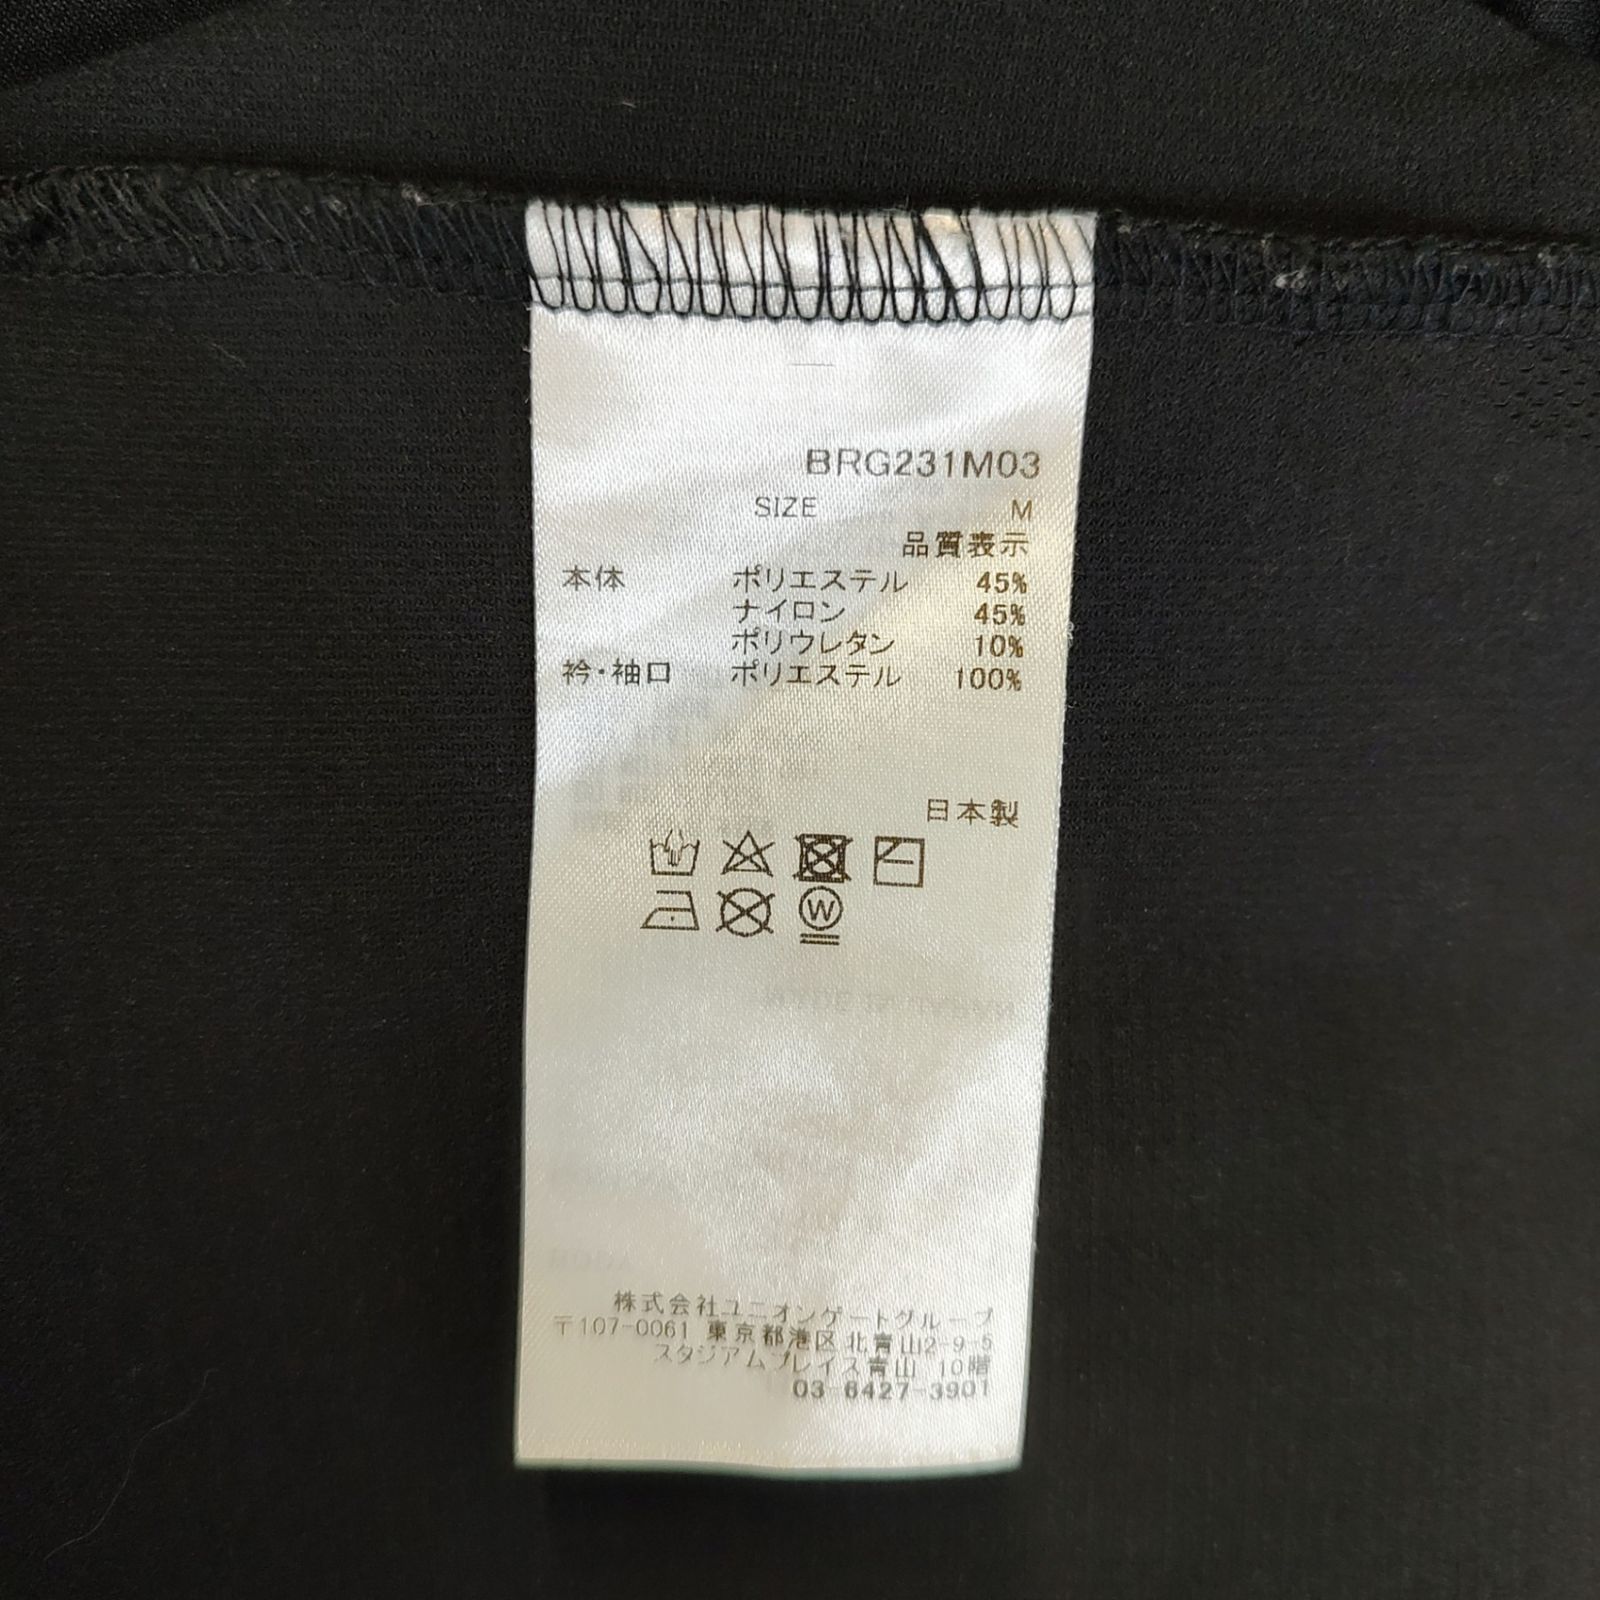 BRG231M03
SIZE M
品質表示
本体 ポリエステル 45%
ナイロン 45%
ポリウレタン 10%
衿・袖口 ポリエステル 100%
日本製
W
株式会社ユニオンゲートグループ
〒107-0061 東京都港区北青山2-9-5
スタジアムプレイス青山 10階
03-6427-3901